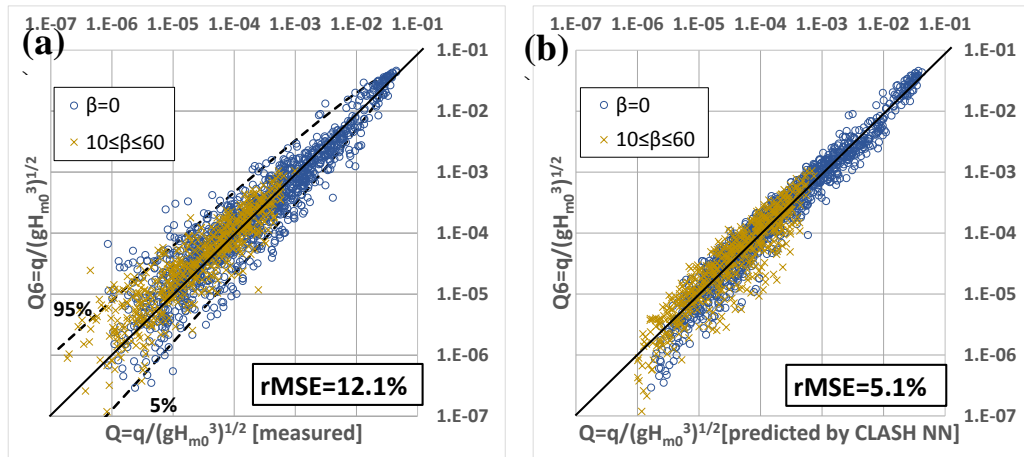 1.E-07 1.E-06 1.E-05 1.E-04 1.E-03 1.E-02 1.E-01
(a)
1.E-01
1.E-02
1.E-03
1.E-04
1.E-05
1.E-06
1.E-07
β=0
10≤β≤60
Q6=q/(gHm0³)¹/²
95%
5%
rMSE=12.1%
Q=q/(gHm0³)¹/² [measured]
1.E-07 1.E-06 1.E-05 1.E-04 1.E-03 1.E-02 1.E-01
(b)
1.E-01
1.E-02
1.E-03
1.E-04
1.E-05
1.E-06
1.E-07
β=0
10≤β≤60
Q6=q/(gHm0³)¹/²
rMSE=5.1%
Q=q/(gHm0³)¹/²[predicted by CLASH NN]